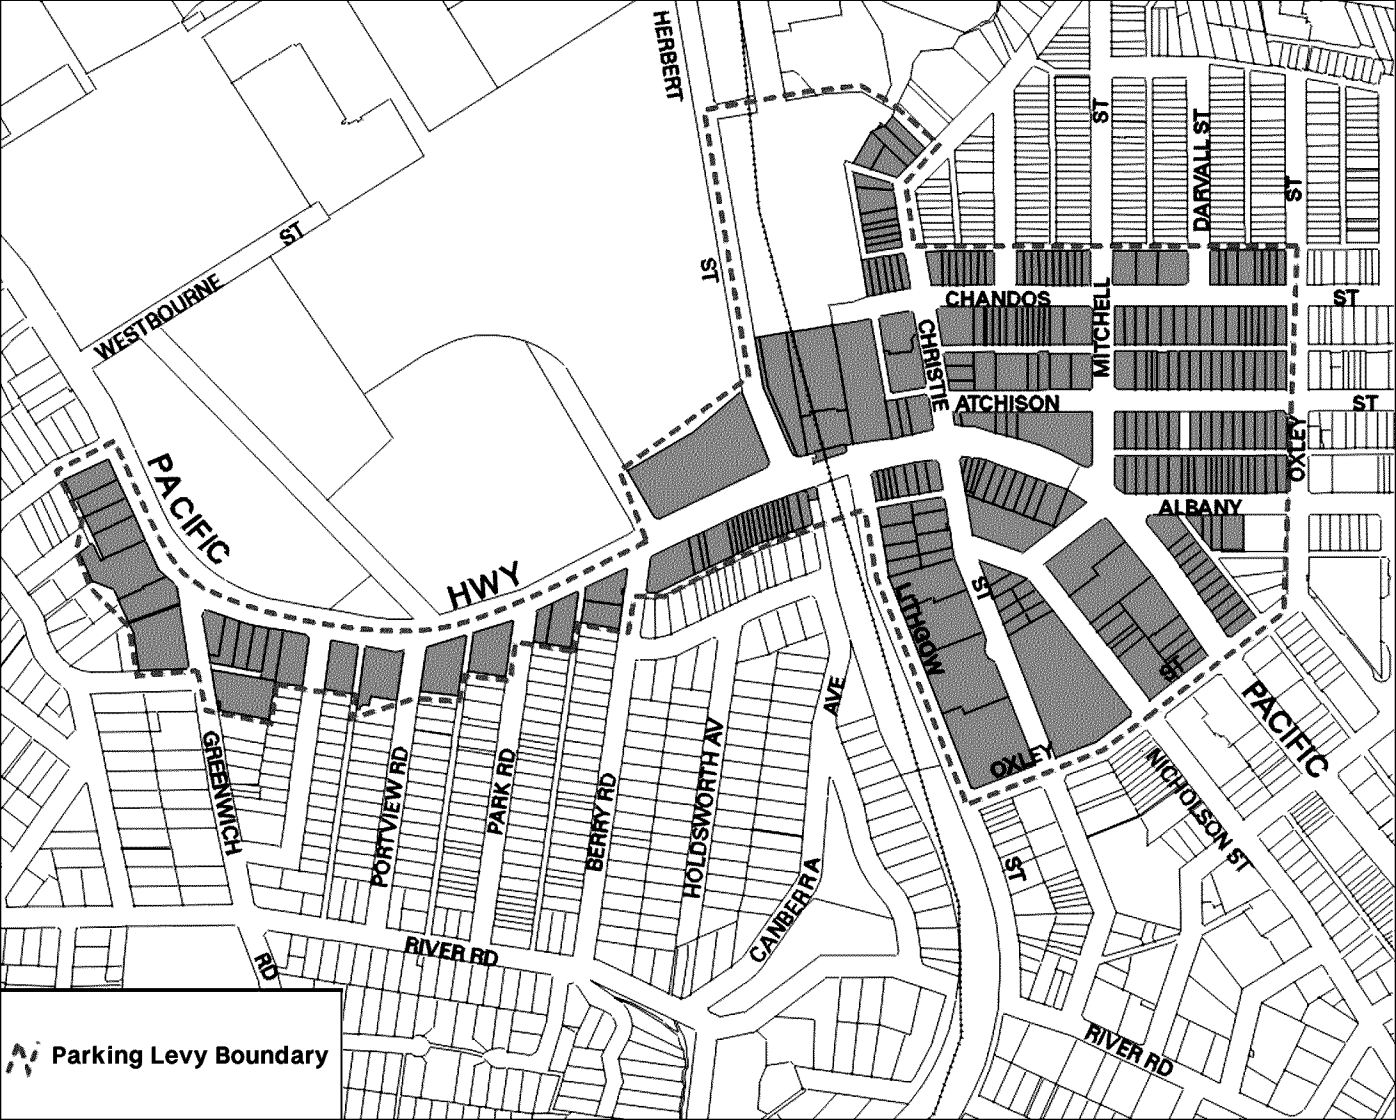 HERBERT
ST
ST
DARVALL ST
ST
ST
WESTBOURNE
ST
CHANDOS
ST
MITCHELL
CHRISTIE
ATCHISON
ST
OXLEY
PACIFIC
HWY
ALBANY
LITHGOW
ST
ST
OXLEY
AVE
PACIFIC
GREENWICH
PORTVIEW RD
PARK RD
BERRY RD
HOLDSWORTH AV
NICHOLSON ST
ST
CANBERRA
RIVER RD
RD
RIVER RD
Parking Levy Boundary